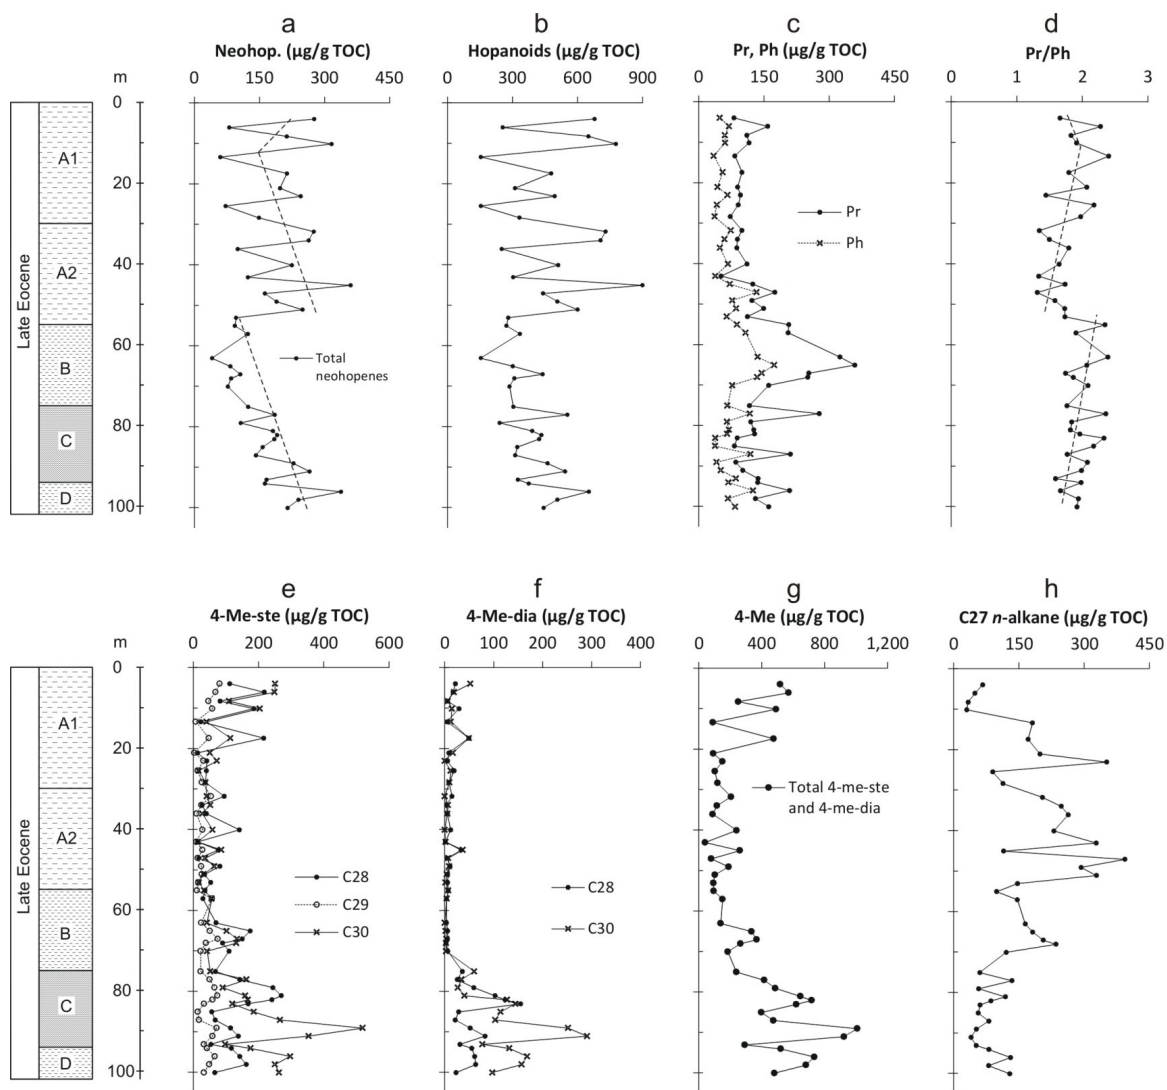 a
b
c
d
Neohop. (µg/g TOC)
Hopanoids (µg/g TOC)
Pr, Ph (µg/g TOC)
Pr/Ph
m
0 150 300 450
0 300 600 900
0 150 300 450
0 1 2 3
0
20
40
60
80
100
Late Eocene
A1
A2
B
C
D
Total
neohopenes
Pr
Ph
e
f
g
h
4-Me-ste (µg/g TOC)
4-Me-dia (µg/g TOC)
4-Me (µg/g TOC)
C27 n-alkane (µg/g TOC)
m
0 200 400 600
0 100 200 300 400
0 400 800 1,200
0 150 300 450
0
20
40
60
80
100
Late Eocene
A1
A2
B
C
D
C28
C29
C30
C28
C30
Total 4-me-ste
and 4-me-dia